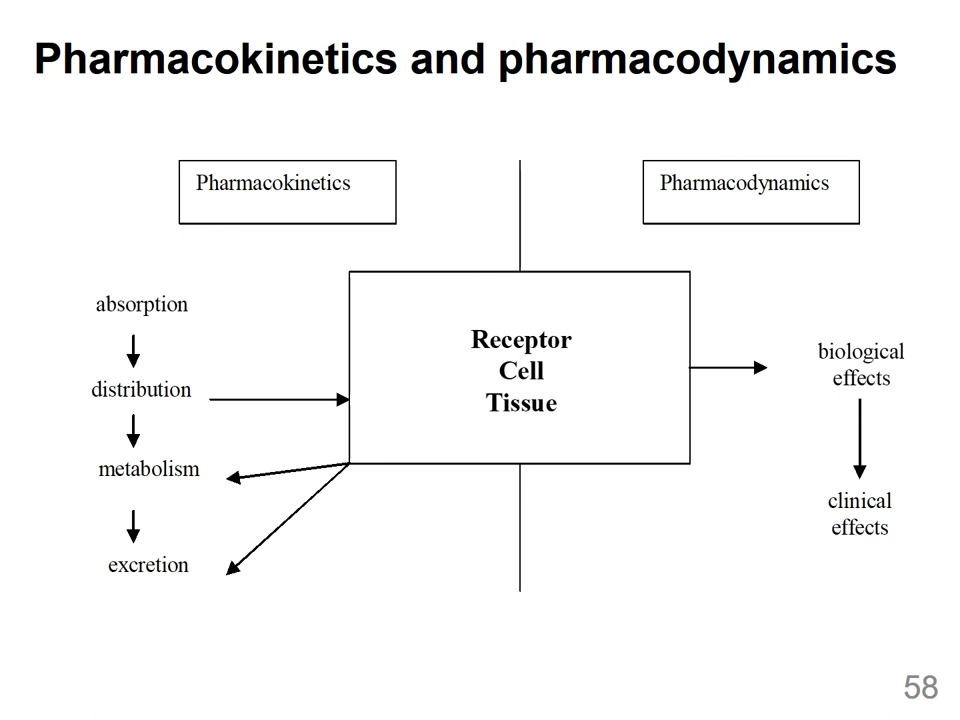 Pharmacokinetics and pharmacodynamics
Pharmacokinetics
Pharmacodynamics
absorption
distribution
metabolism
excretion
Receptor
Cell
Tissue
biological
effects
clinical
effects
58